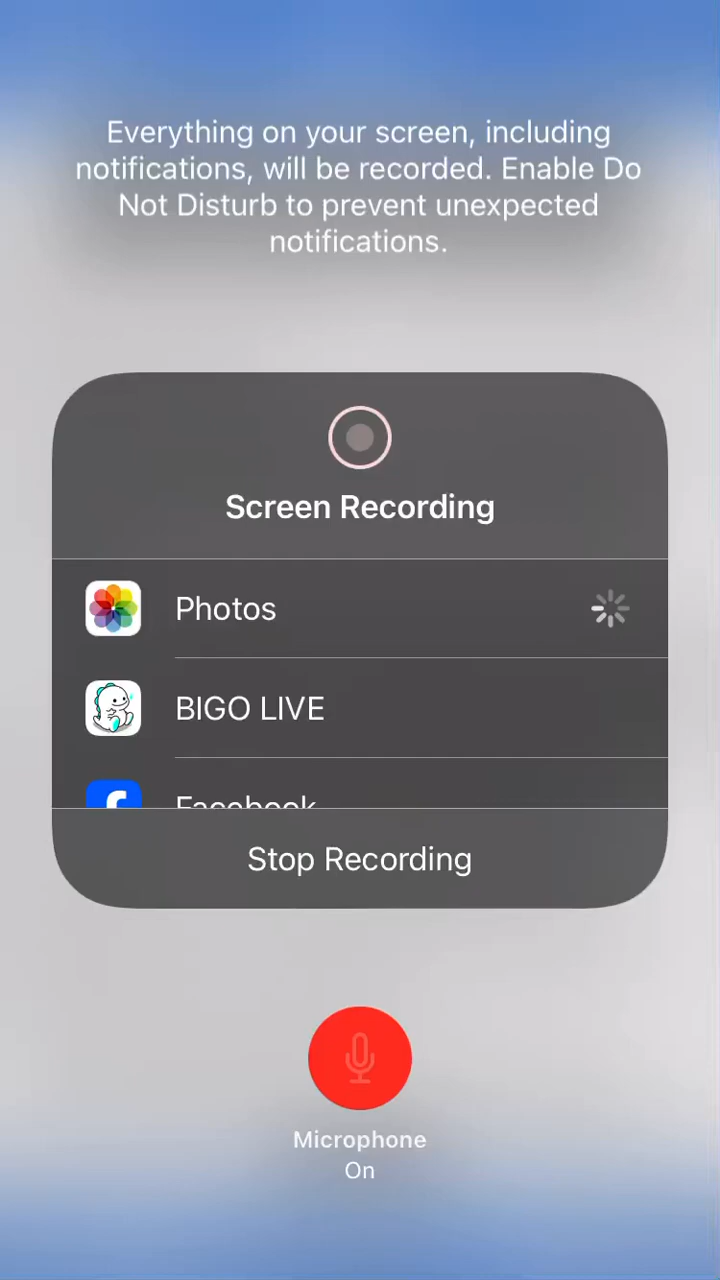 Everything on your screen, including
notifications, will be recorded. Enable Do
Not Disturb to prevent unexpected
notifications.
Screen Recording
Photos
BIGO LIVE
Facebook
Stop Recording
Microphone
On